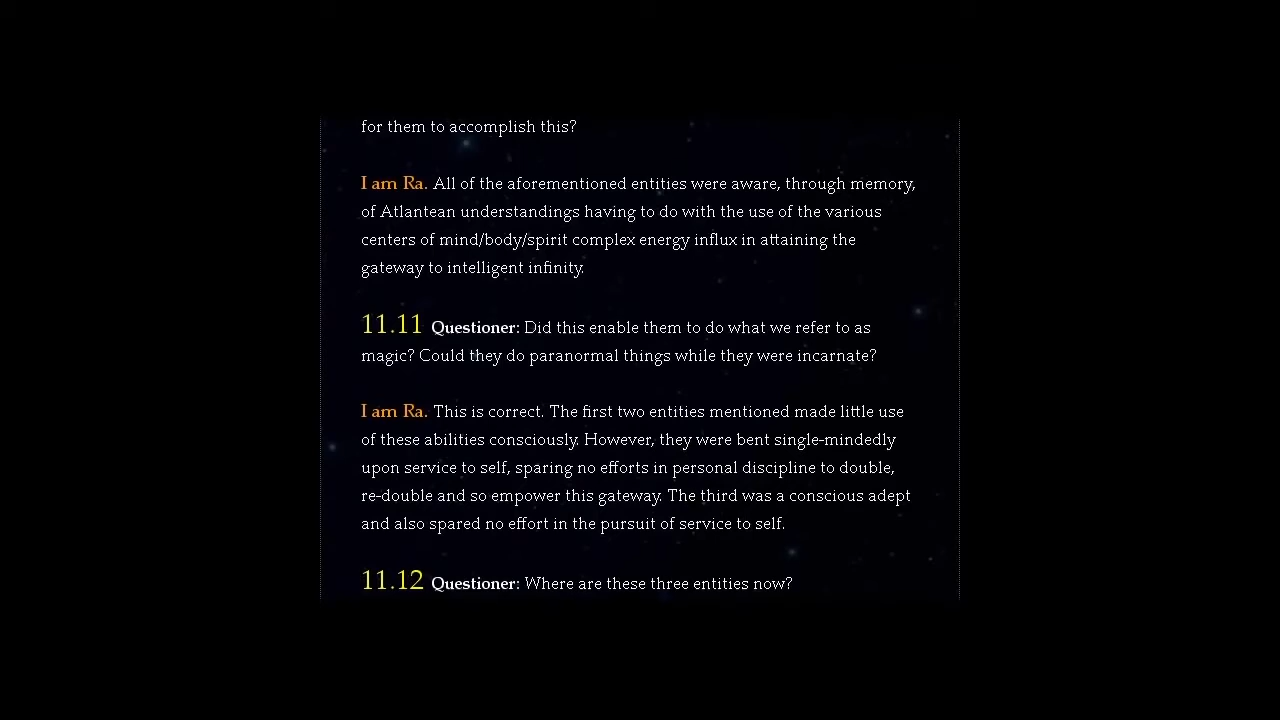 for them to accomplish this?
I am Ra. All of the aforementioned entities were aware, through memory,
of Atlantean understandings having to do with the use of the various
centers of mind/body/spirit complex energy influx in attaining the
gateway to intelligent infinity.
11.11 Questioner: Did this enable them to do what we refer to as
magic? Could they do paranormal things while they were incarnate?
I am Ra. This is correct. The first two entities mentioned made little use
of these abilities consciously. However, they were bent single-mindedly
upon service to self, sparing no efforts in personal discipline to double,
re-double and so empower this gateway. The third was a conscious adept
and also spared no effort in the pursuit of service to self.
11.12 Questioner: Where are these three entities now?